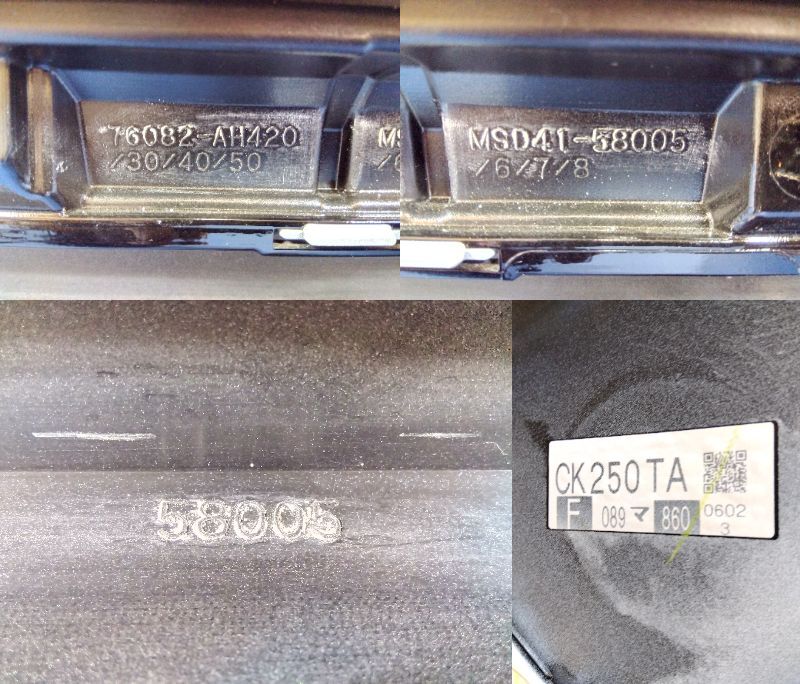 76082-AH420
/30/40/50
MSD41-58005
/6/7/8
58005
CK250TA
F 089 マ 860 0602
3